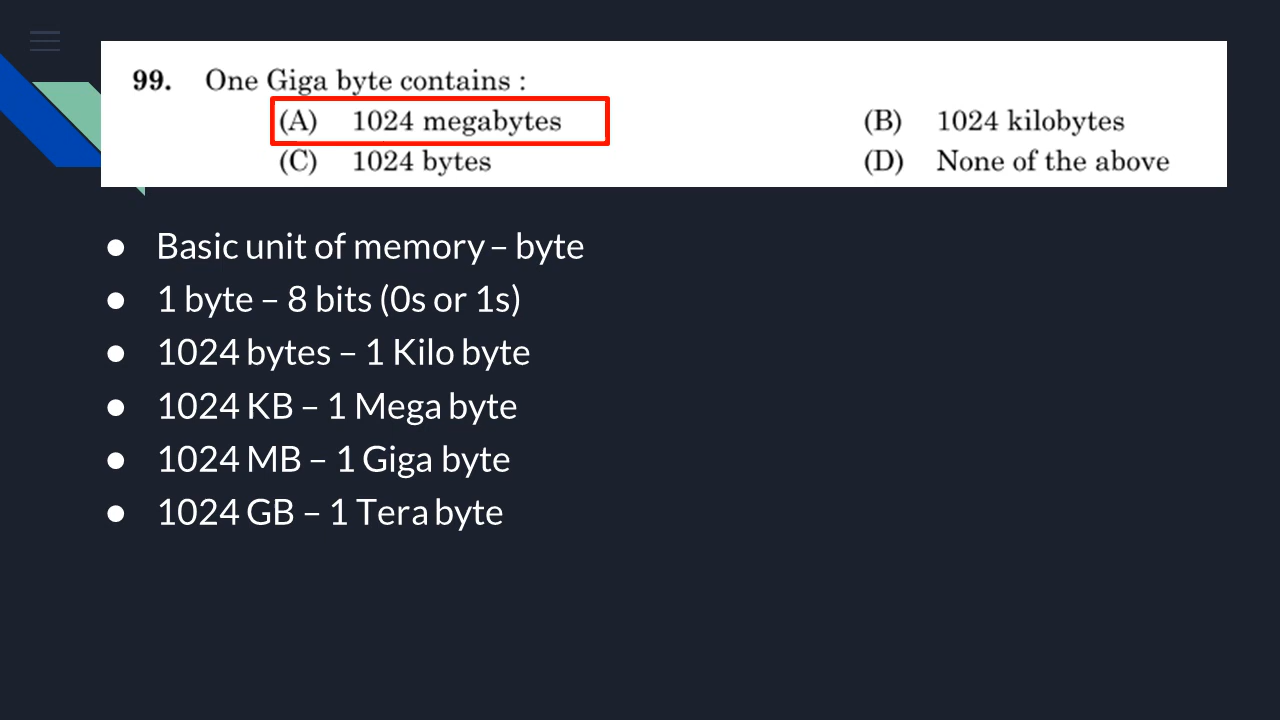 99. One Giga byte contains :
(A) 1024 megabytes (B) 1024 kilobytes
(C) 1024 bytes (D) None of the above
● Basic unit of memory – byte
● 1 byte – 8 bits (0s or 1s)
● 1024 bytes – 1 Kilo byte
● 1024 KB – 1 Mega byte
● 1024 MB – 1 Giga byte
● 1024 GB – 1 Tera byte